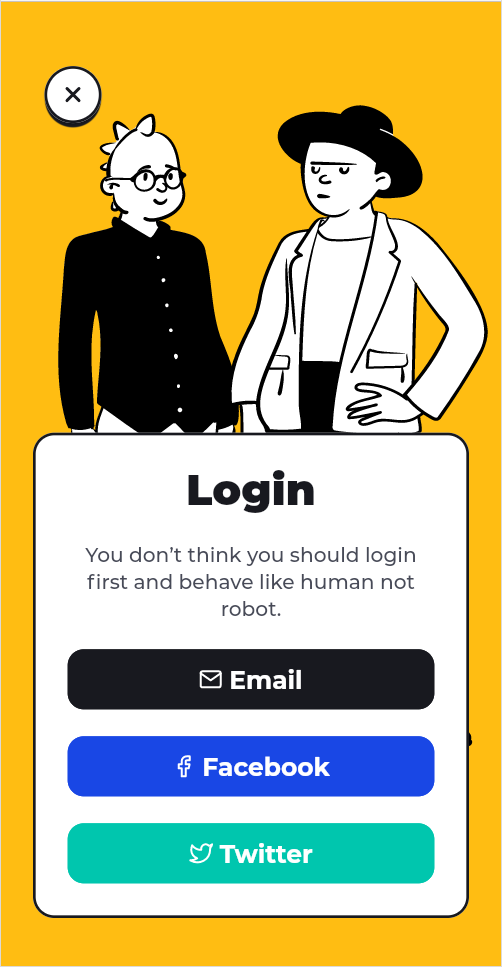 Login
You don’t think you should login
first and behave like human not
robot.
Email
Facebook
Twitter